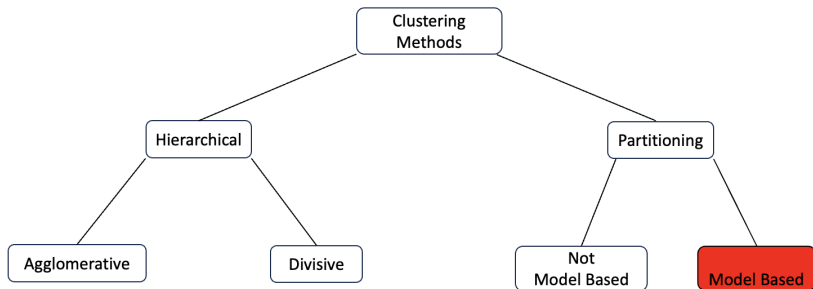 Clustering
Methods
Hierarchical
Partitioning
Agglomerative
Divisive
Not
Model Based
Model Based